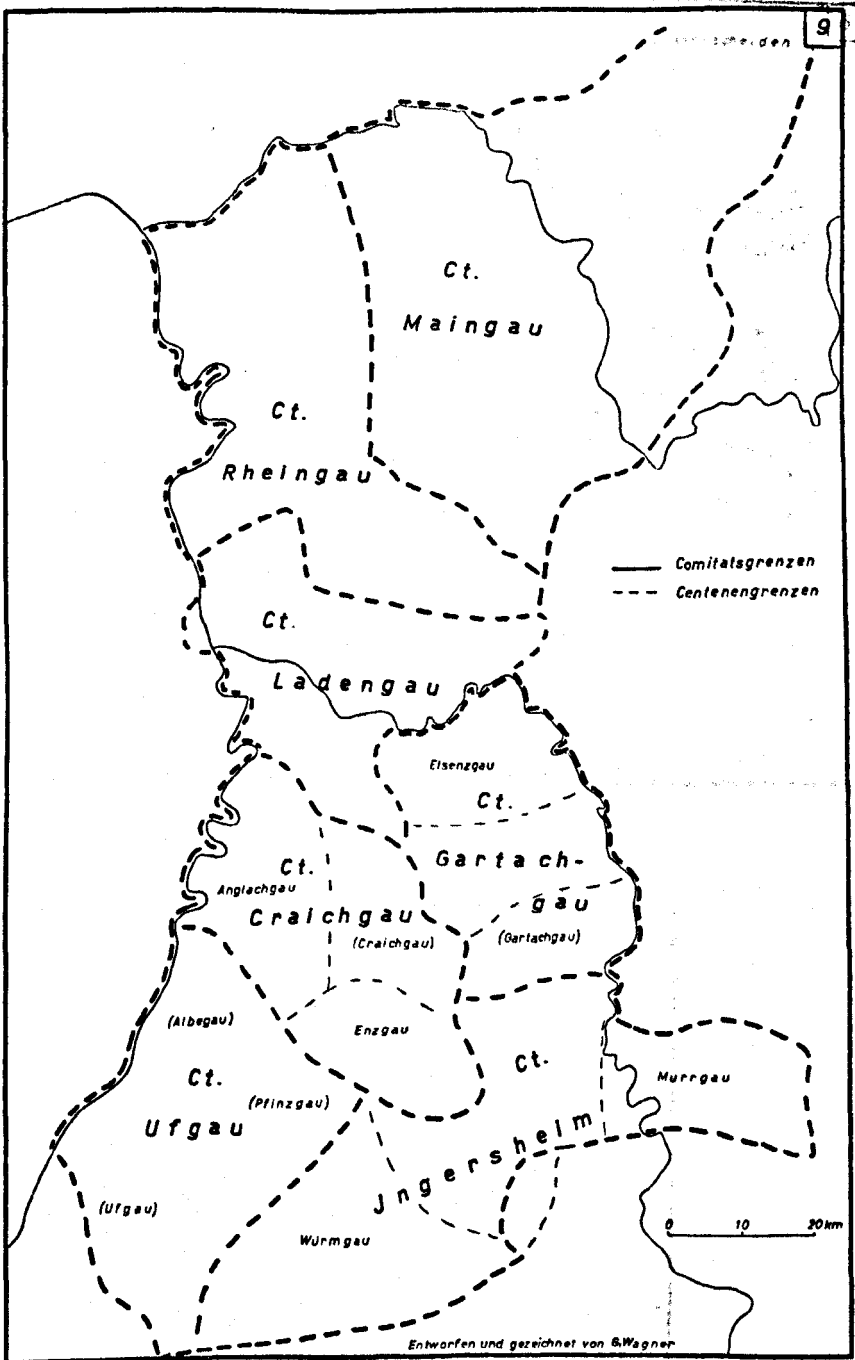 9
Ct.
Maingau
Ct.
Rheingau
Comitatsgrenzen
Centenengrenzen
Ct.
Ladengau
Elsenzgau
Ct.
Gartach-
gau
(Gartachgau)
Ct.
Anglachgau
Craichgau
(Craichgau)
Enzgau
(Albegau)
Ct.
(Pfinzgau)
Ufgau
(Ufgau)
Ct.
Murrgau
Jngersheim
Würmgau
0 10 20 km
Entworfen und gezeichnet von G.Wagner